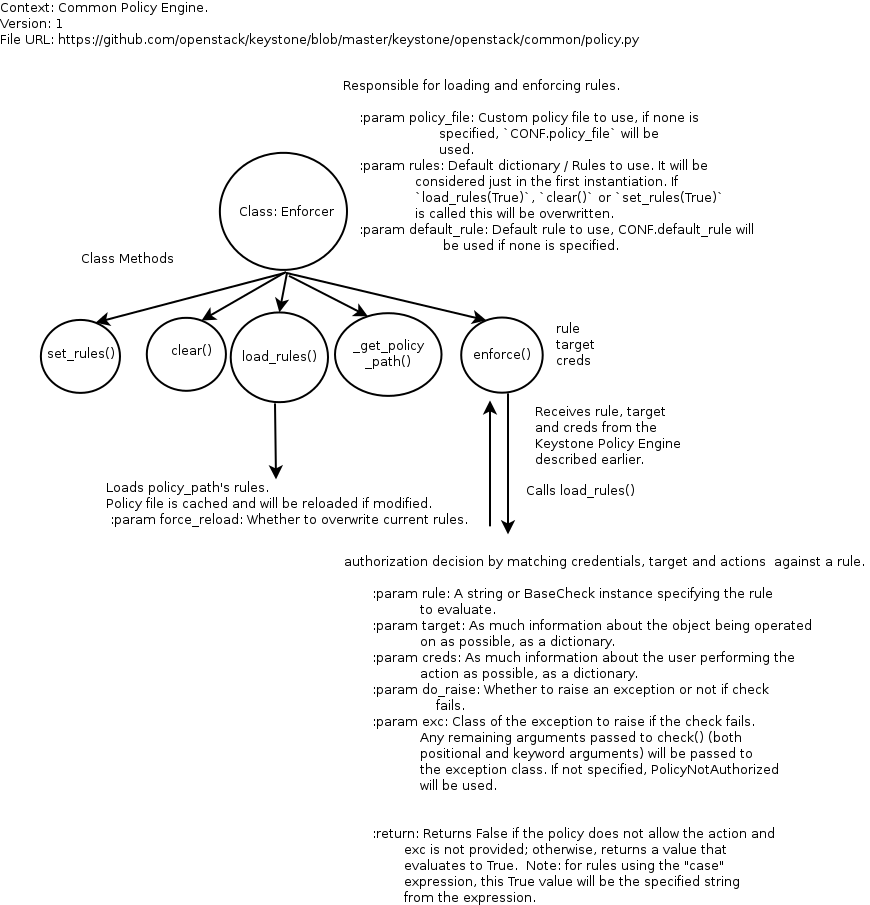 Context: Common Policy Engine.
Version: 1
File URL: https://github.com/openstack/keystone/blob/master/keystone/openstack/common/policy.py
Responsible for loading and enforcing rules.
:param policy_file: Custom policy file to use, if none is
specified, `CONF.policy_file` will be
used.
:param rules: Default dictionary / Rules to use. It will be
considered just in the first instantiation. If
`load_rules(True)`, `clear()` or `set_rules(True)`
is called this will be overwritten.
:param default_rule: Default rule to use, CONF.default_rule will
be used if none is specified.
Class: Enforcer
Class Methods
set_rules()
clear()
load_rules()
_get_policy
_path()
enforce()
rule
target
creds
Receives rule, target
and creds from the
Keystone Policy Engine
described earlier.
Calls load_rules()
Loads policy_path's rules.
Policy file is cached and will be reloaded if modified.
:param force_reload: Whether to overwrite current rules.
authorization decision by matching credentials, target and actions  against a rule.
:param rule: A string or BaseCheck instance specifying the rule
to evaluate.
:param target: As much information about the object being operated
on as possible, as a dictionary.
:param creds: As much information about the user performing the
action as possible, as a dictionary.
:param do_raise: Whether to raise an exception or not if check
fails.
:param exc: Class of the exception to raise if the check fails.
Any remaining arguments passed to check() (both
positional and keyword arguments) will be passed to
the exception class. If not specified, PolicyNotAuthorized
will be used.
:return: Returns False if the policy does not allow the action and
exc is not provided; otherwise, returns a value that
evaluates to True.  Note: for rules using the "case"
expression, this True value will be the specified string
from the expression.